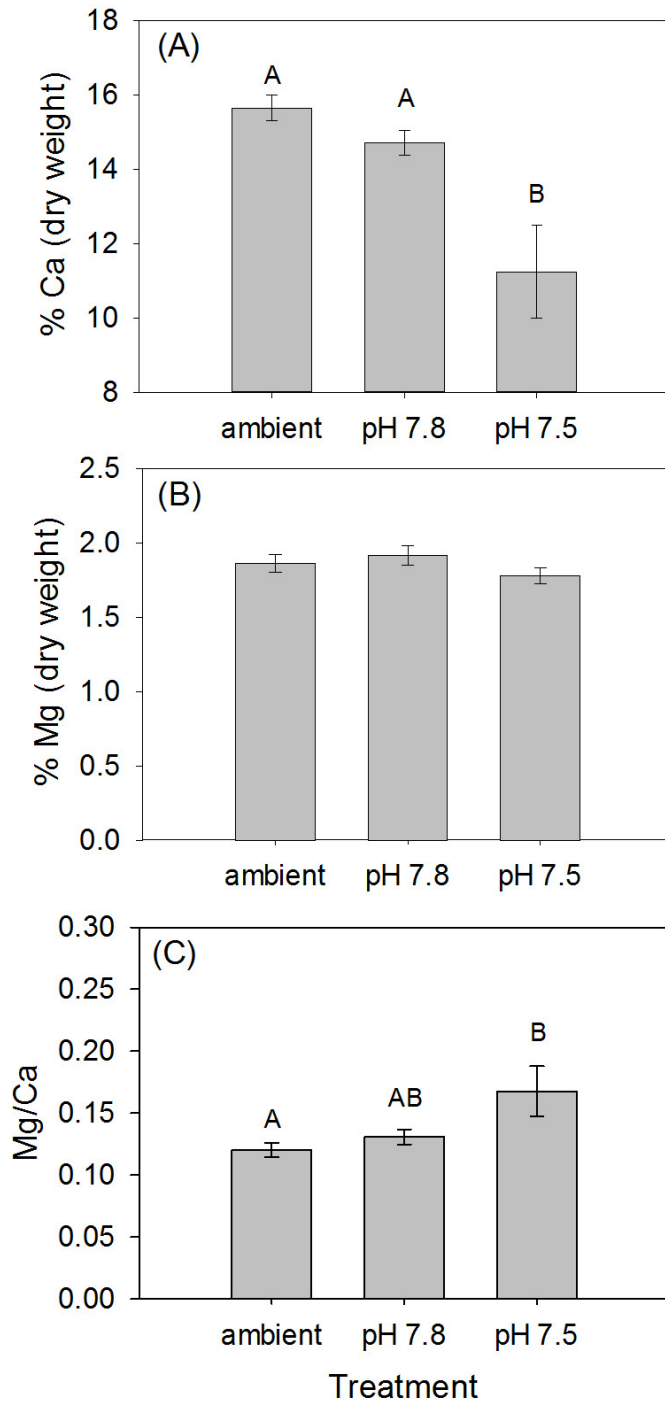 (A)
% Ca (dry weight)
18
16
14
12
10
8
A
A
B
ambient pH 7.8 pH 7.5
(B)
% Mg (dry weight)
2.5
2.0
1.5
1.0
0.5
0.0
ambient pH 7.8 pH 7.5
(C)
Mg/Ca
0.30
0.25
0.20
0.15
0.10
0.05
0.00
A
AB
B
ambient pH 7.8 pH 7.5
Treatment